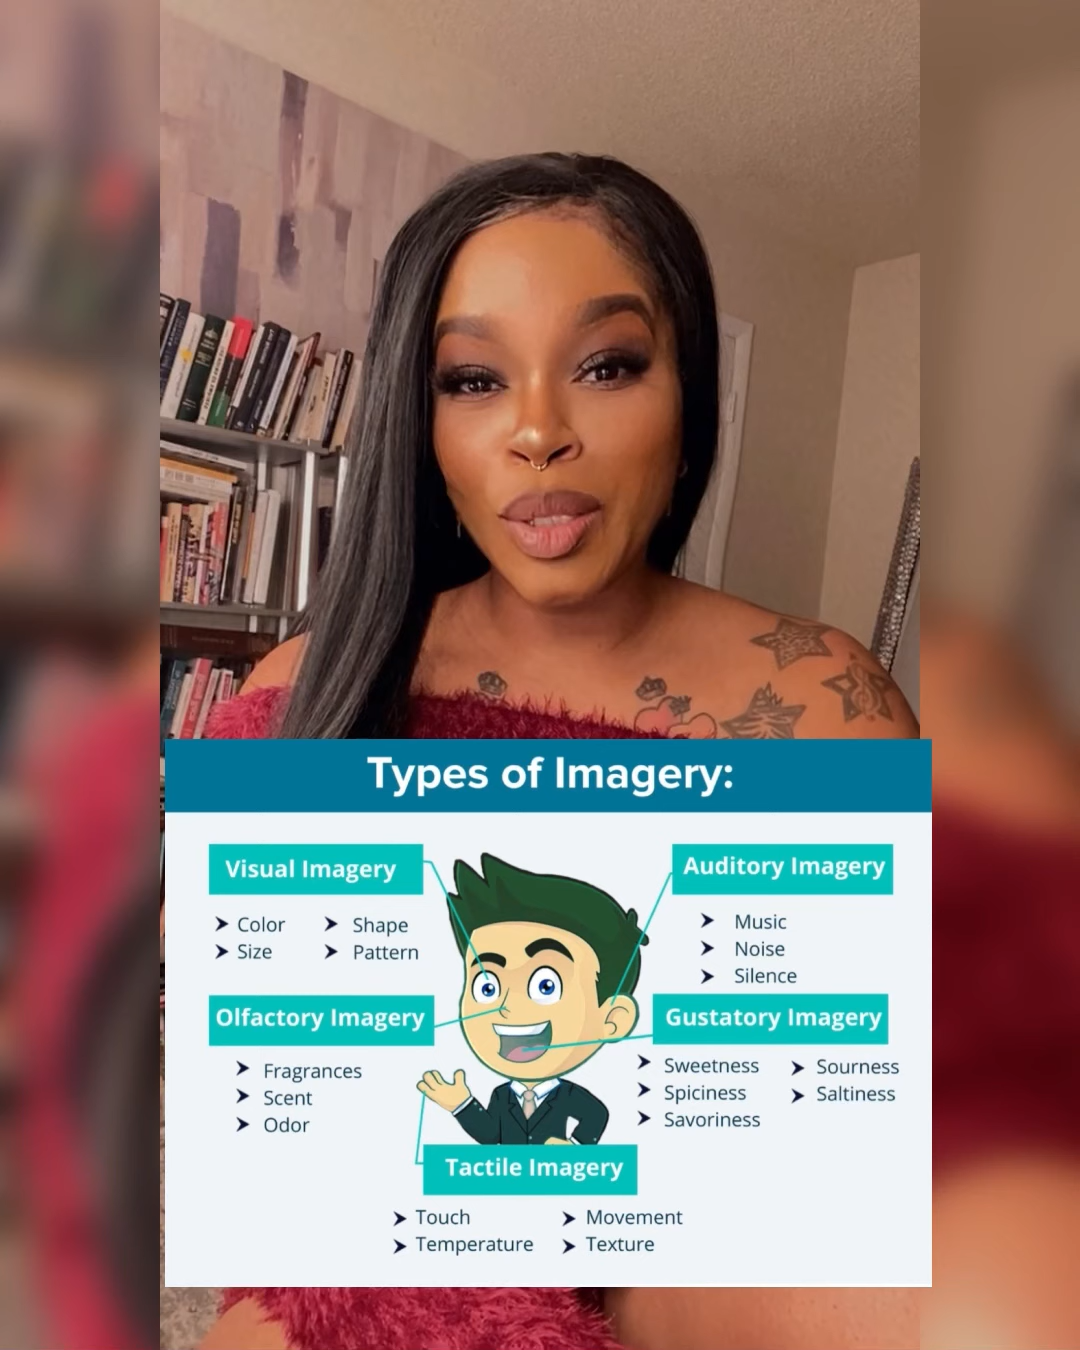 Types of Imagery:
Visual Imagery
Color
Shape
Size
Pattern
Auditory Imagery
Music
Noise
Silence
Olfactory Imagery
Fragrances
Scent
Odor
Gustatory Imagery
Sweetness
Sourness
Spiciness
Saltiness
Savoriness
Tactile Imagery
Touch
Movement
Temperature
Texture